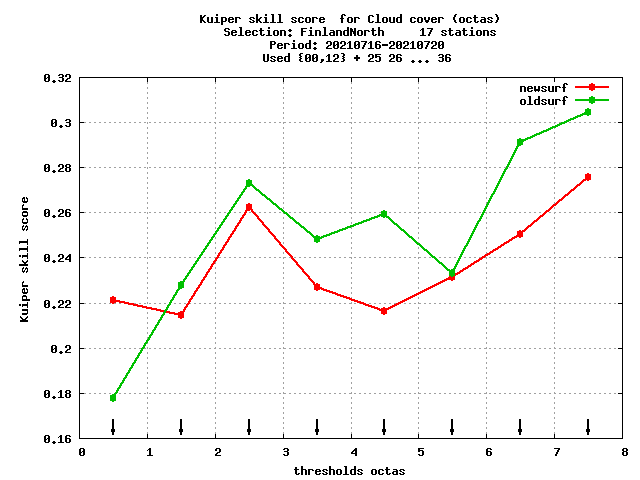 Kuiper skill score  for Cloud cover (octas)
Selection: FinlandNorth     17 stations
Period: 20210716-20210720
Used {00,12} + 25 26 ... 36
newsurf
oldsurf
0.32
0.3
0.28
0.26
0.24
0.22
0.2
0.18
0.16
Kuiper skill score
0 1 2 3 4 5 6 7 8
thresholds octas